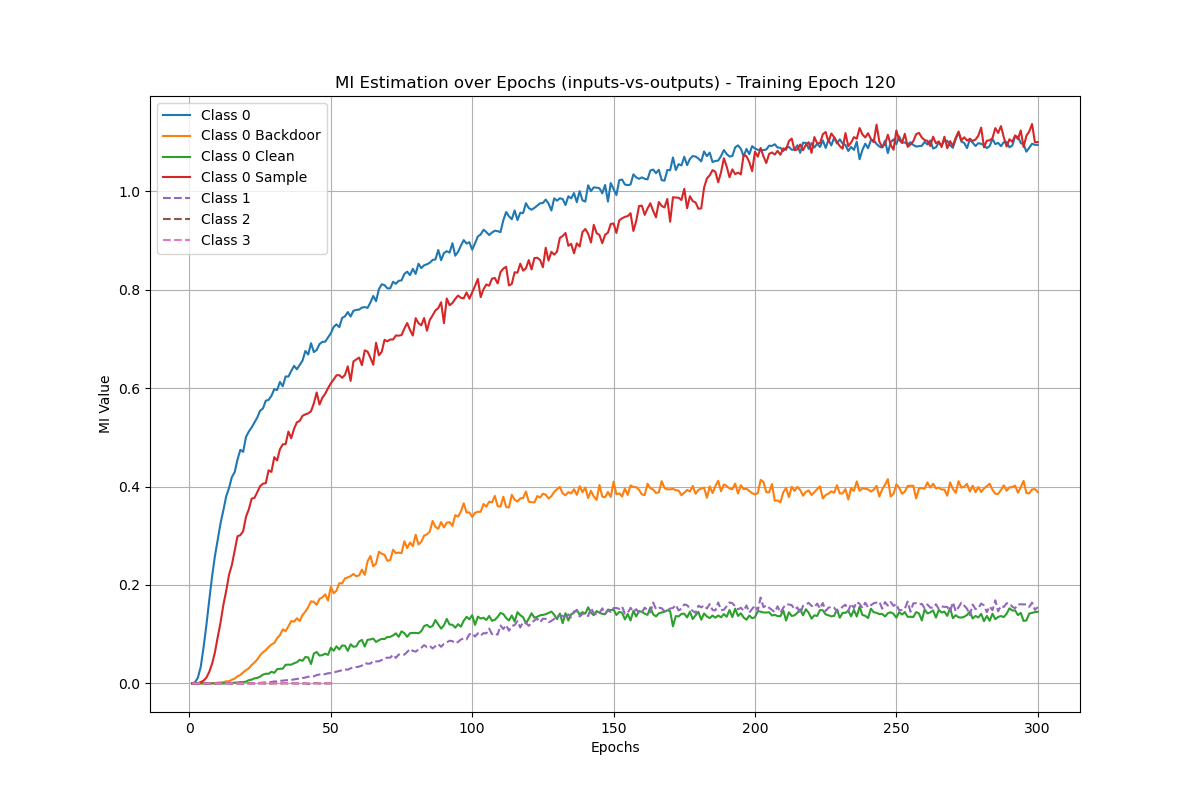 MI Estimation over Epochs (inputs-vs-outputs) - Training Epoch 120
Class 0
Class 0 Backdoor
Class 0 Clean
Class 0 Sample
Class 1
Class 2
Class 3
MI Value
1.0
0.8
0.6
0.4
0.2
0.0
0 50 100 150 200 250 300
Epochs